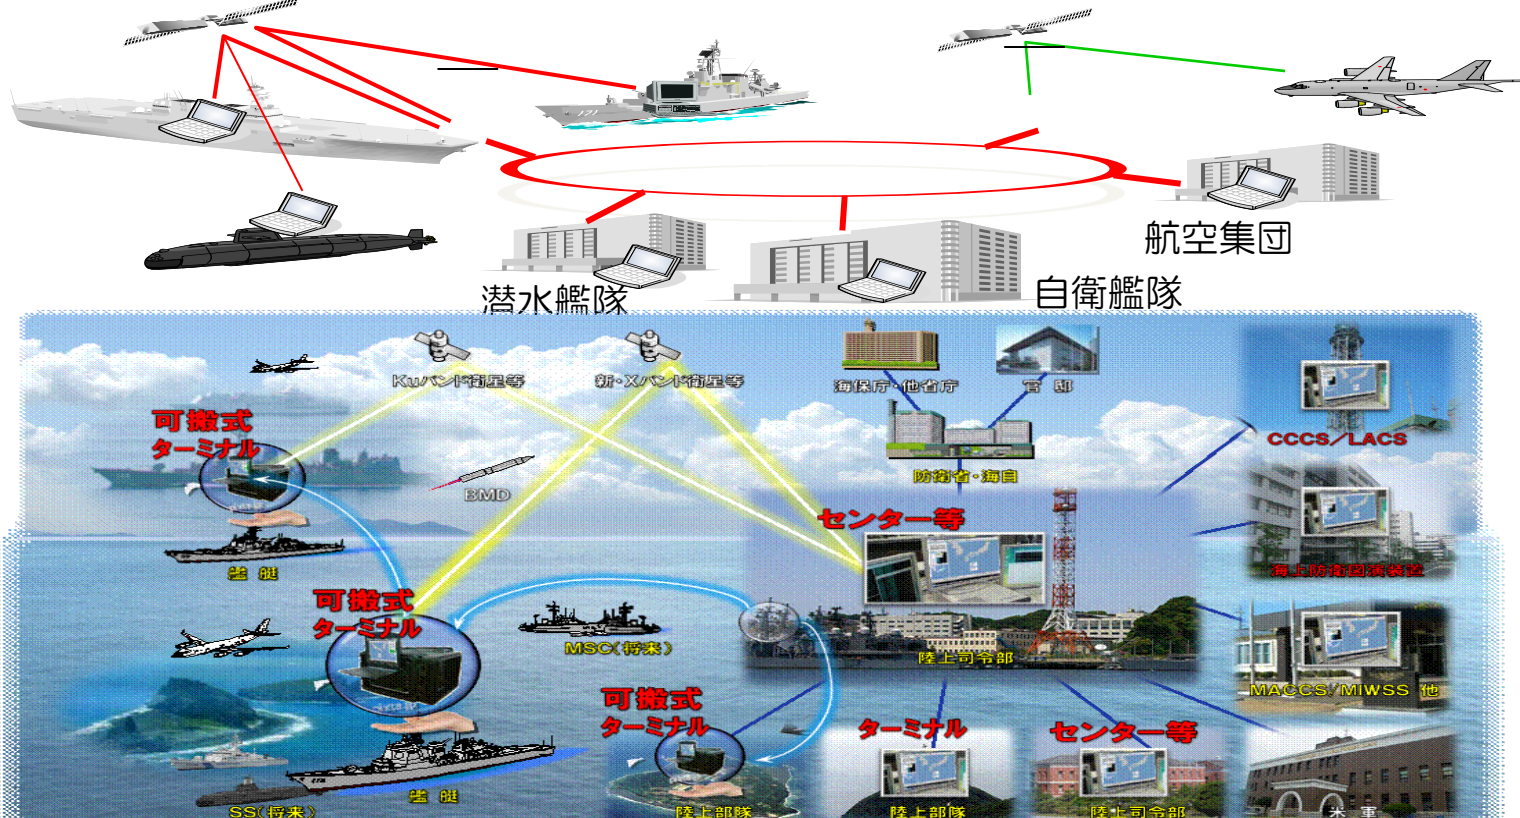 171
航空集団
自衛艦隊
潜水艦隊
Kuバンド衛星等
新・Xバンド衛星等
海保庁・他省庁
官 邸
可搬式
ターミナル
CCCS/LACS
防衛省・海自
BMD
センター等
艦 艇
海上防衛図演装置
可搬式
ターミナル
MSC(将来)
陸上司令部
MACCS/MIWSS 他
可搬式
ターミナル
ターミナル
センター等
艦 艇
SS(将来)
陸上部隊
陸上部隊
陸上司令部
米 軍